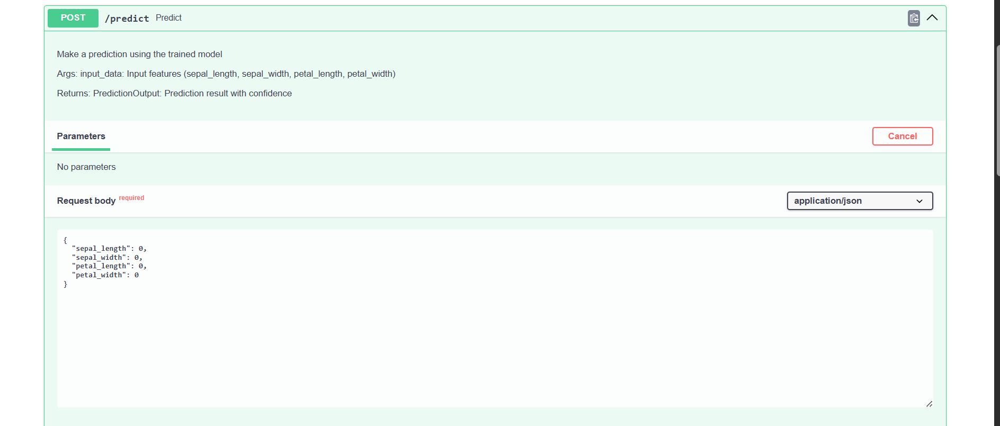 POST /predict Predict
Make a prediction using the trained model
Args: input_data: Input features (sepal_length, sepal_width, petal_length, petal_width)
Returns: PredictionOutput: Prediction result with confidence
Parameters Cancel
No parameters
Request body required application/json
{
  "sepal_length": 0,
  "sepal_width": 0,
  "petal_length": 0,
  "petal_width": 0
}